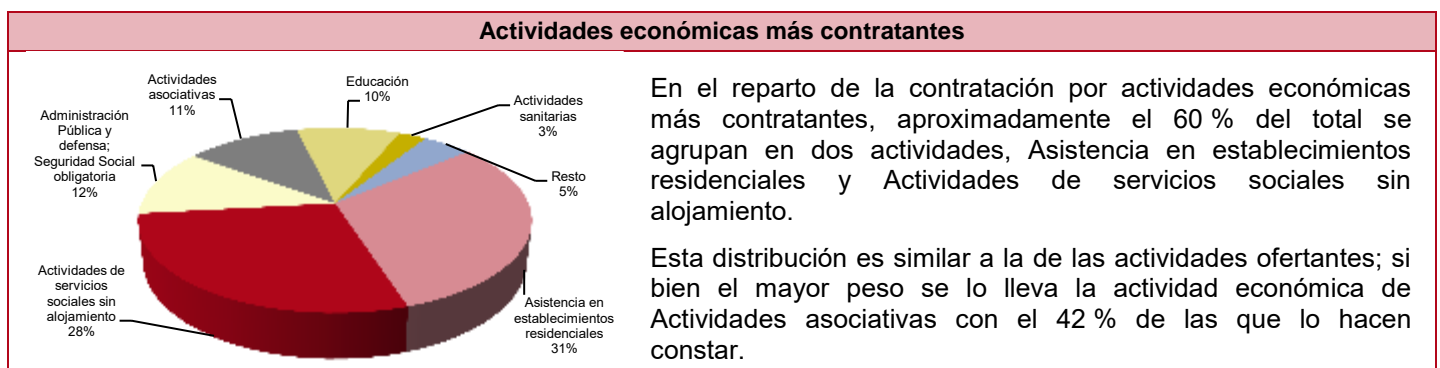 Actividades económicas más contratantes
Actividades
asociativas
11%
Educación
10%
Actividades
sanitarias
3%
Administración
Pública y
defensa;
Seguridad Social
obligatoria
12%
Resto
5%
Actividades de
servicios
sociales sin
alojamiento
28%
Asistencia en
establecimientos
residenciales
31%
En el reparto de la contratación por actividades económicas
más contratantes, aproximadamente el 60 % del total se
agrupan en dos actividades, Asistencia en establecimientos
residenciales y Actividades de servicios sociales sin
alojamiento.
Esta distribución es similar a la de las actividades ofertantes; si
bien el mayor peso se lo lleva la actividad económica de
Actividades asociativas con el 42 % de las que lo hacen
constar.